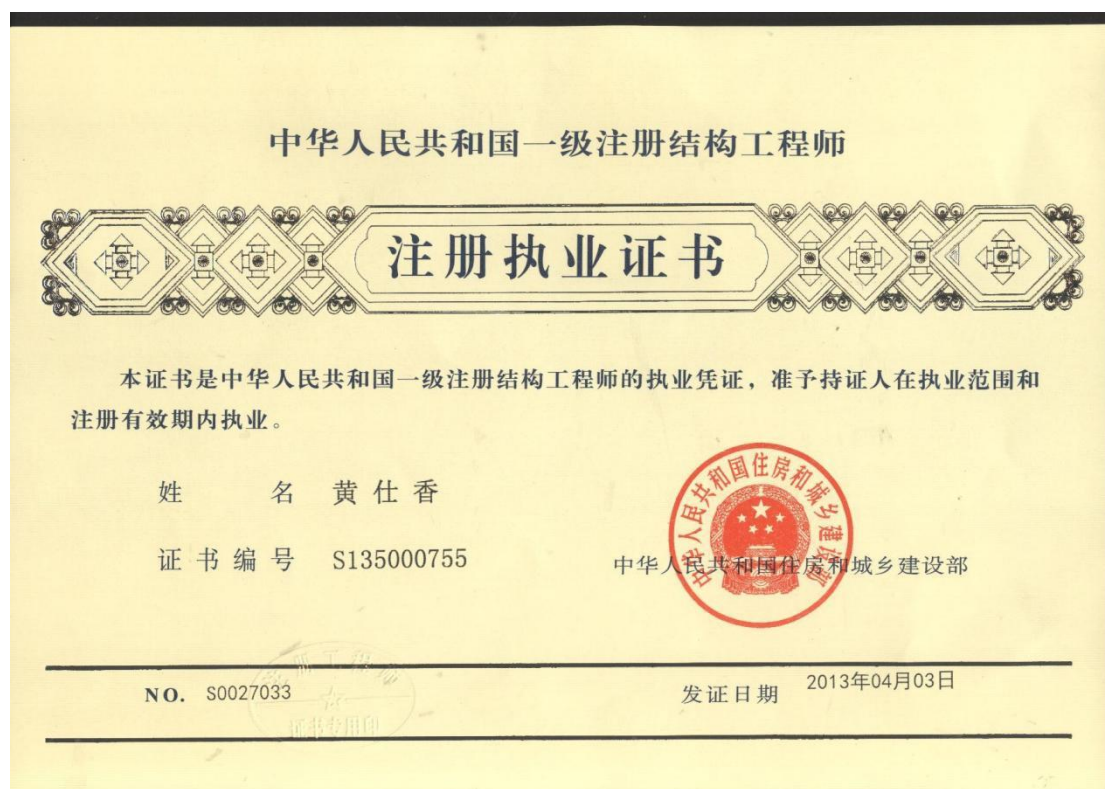 中华人民共和国一级注册结构工程师
注册执业证书
本证书是中华人民共和国一级注册结构工程师的执业凭证，准予持证人在执业范围和
注册有效期内执业。
姓 名 黄仕香
证书编号 S135000755
中华人民共和国住房和城乡建设部
中华人民共和国住房和城乡建设部
NO. S0027033
发证日期 2013年04月03日